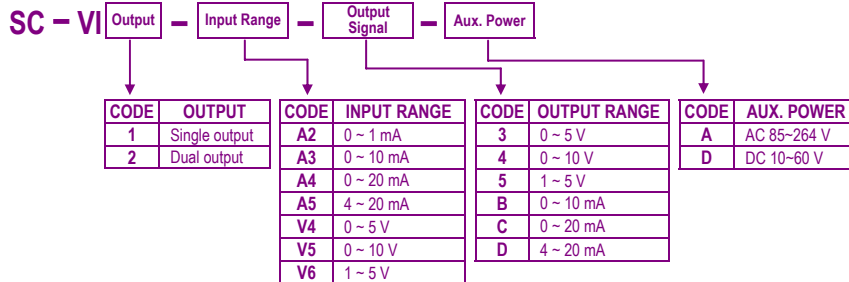 SC – VI Output – Input Range – Output Signal – Aux. Power
CODE OUTPUT
1 Single output
2 Dual output
CODE INPUT RANGE
A2 0 ~ 1 mA
A3 0 ~ 10 mA
A4 0 ~ 20 mA
A5 4 ~ 20 mA
V4 0 ~ 5 V
V5 0 ~ 10 V
V6 1 ~ 5 V
CODE OUTPUT RANGE
3 0 ~ 5 V
4 0 ~ 10 V
5 1 ~ 5 V
B 0 ~ 10 mA
C 0 ~ 20 mA
D 4 ~ 20 mA
CODE AUX. POWER
A AC 85~264 V
D DC 10~60 V